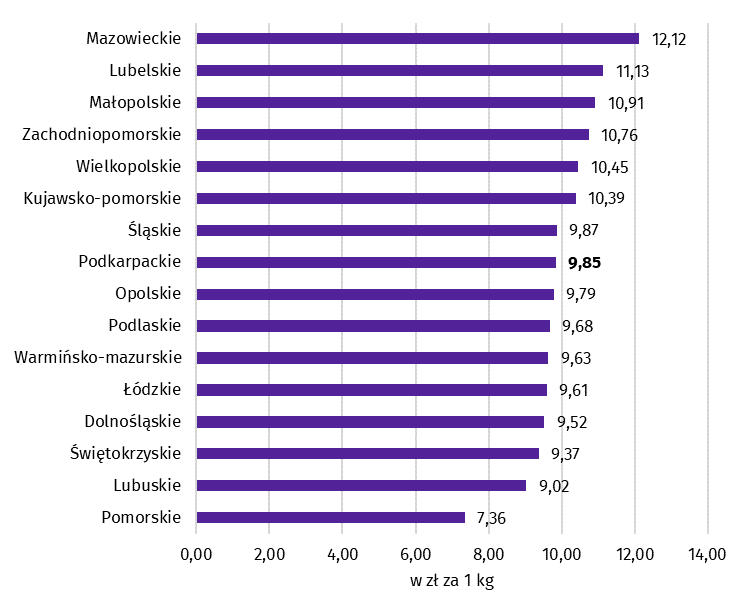 Mazowieckie 12,12
Lubelskie 11,13
Małopolskie 10,91
Zachodniopomorskie 10,76
Wielkopolskie 10,45
Kujawsko-pomorskie 10,39
Śląskie 9,87
Podkarpackie 9,85
Opolskie 9,79
Podlaskie 9,68
Warmińsko-mazurskie 9,63
Łódzkie 9,61
Dolnośląskie 9,52
Świętokrzyskie 9,37
Lubuskie 9,02
Pomorskie 7,36
0,00 2,00 4,00 6,00 8,00 10,00 12,00 14,00
w zł za 1 kg